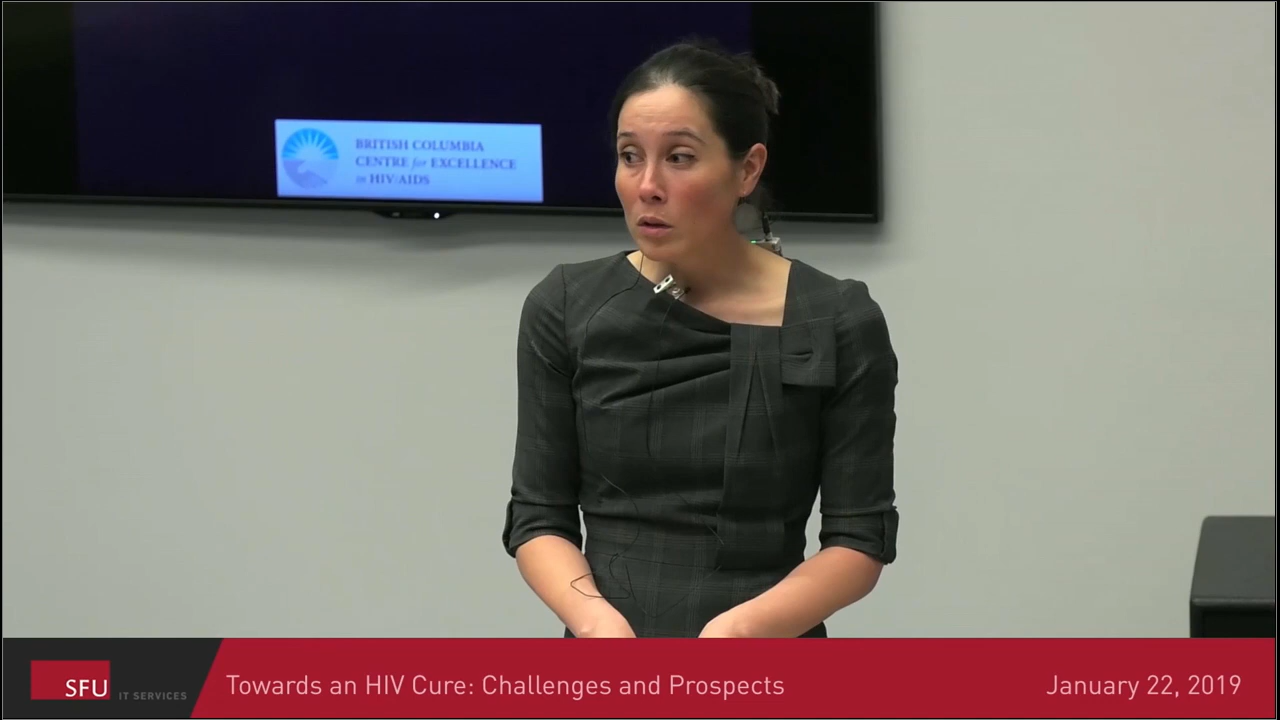 BRITISH COLUMBIA
CENTRE for EXCELLENCE
in HIV/AIDS
SFU IT SERVICES
Towards an HIV Cure: Challenges and Prospects
January 22, 2019